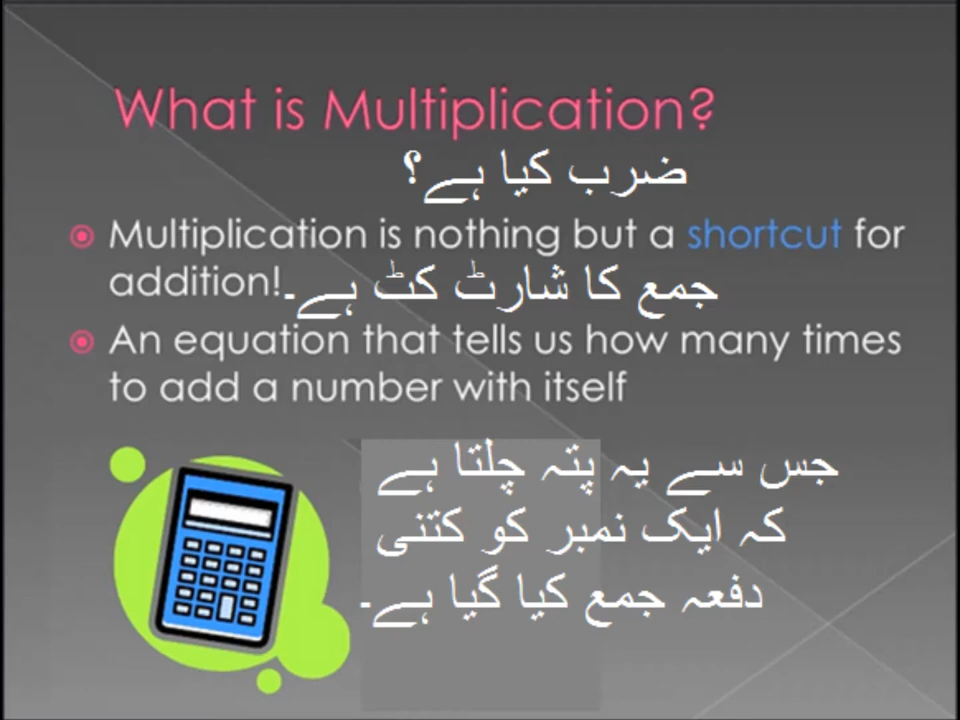 What is Multiplication?
ضرب کیا ہے؟
Multiplication is nothing but a shortcut for
addition!
جمع کا شارٹ کٹ ہے۔
An equation that tells us how many times
to add a number with itself
جس سے یہ پتہ چلتا ہے
کہ ایک نمبر کو کتنی
دفعہ جمع کیا گیا ہے۔